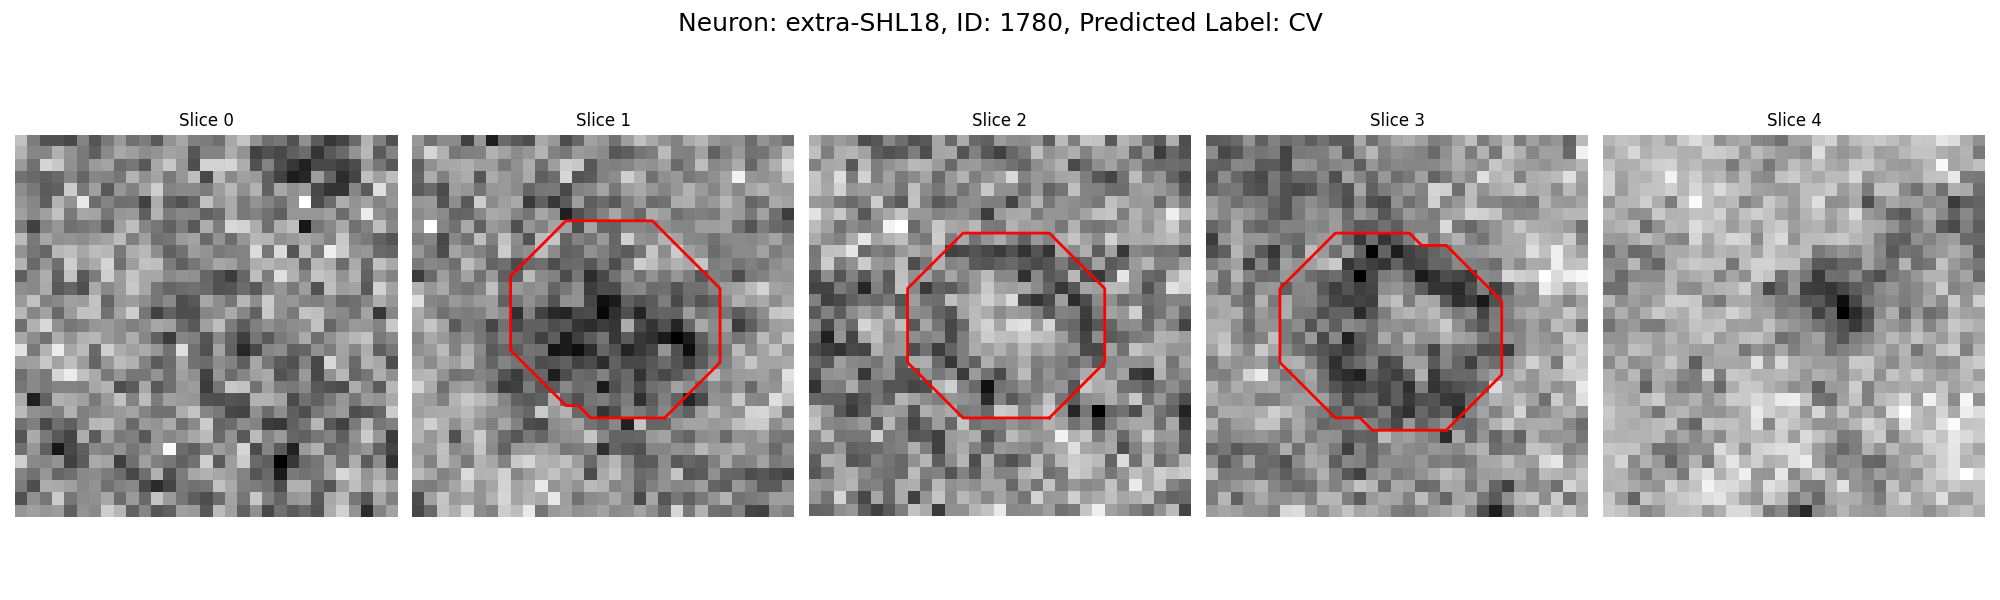 Neuron: extra-SHL18, ID: 1780, Predicted Label: CV
Slice 0
Slice 1
Slice 2
Slice 3
Slice 4